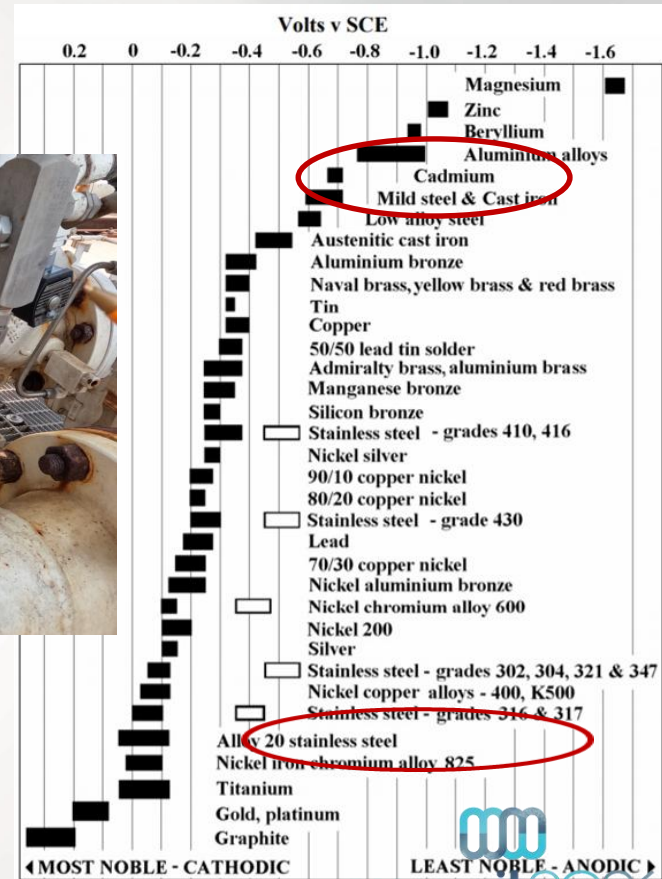 Volts v SCE
0.2 0 -0.2 -0.4 -0.6 -0.8 -1.0 -1.2 -1.4 -1.6
Magnesium
Zinc
Beryllium
Aluminium alloys
Cadmium
Mild steel & Cast iron
Low alloy steel
Austenitic cast iron
Aluminium bronze
Naval brass, yellow brass & red brass
Tin
Copper
50/50 lead tin solder
Admiralty brass, aluminium brass
Manganese bronze
Silicon bronze
Stainless steel - grades 410, 416
Nickel silver
90/10 copper nickel
80/20 copper nickel
Stainless steel - grade 430
Lead
70/30 copper nickel
Nickel aluminium bronze
Nickel chromium alloy 600
Nickel 200
Silver
Stainless steel - grades 302, 304, 321 & 347
Nickel copper alloys - 400, K500
Stainless steel - grades 316 & 317
Alloy 20 stainless steel
Nickel iron chromium alloy 825
Titanium
Gold, platinum
Graphite
MOST NOBLE - CATHODIC LEAST NOBLE - ANODIC